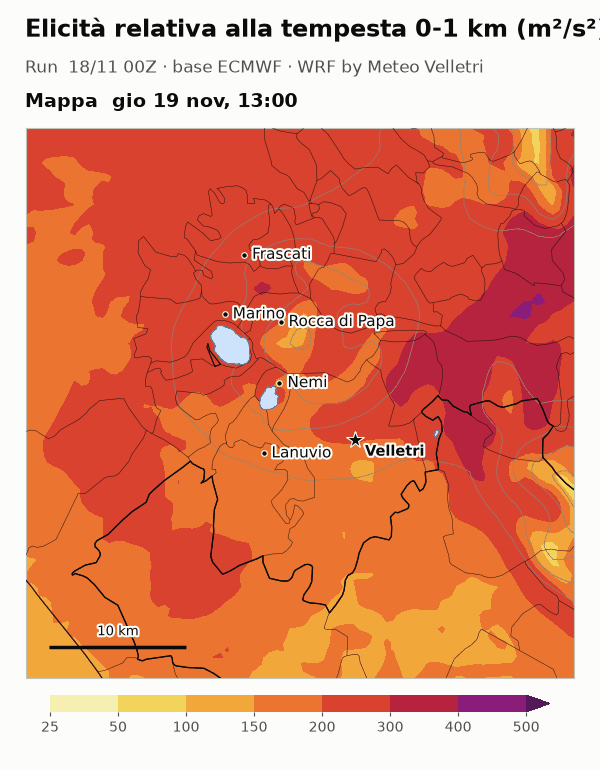 Elicità relativa alla tempesta 0-1 km (m²/s²)
Run 18/11 00Z · base ECMWF · WRF by Meteo Velletri
Mappa gio 19 nov, 13:00
Frascati
Marino
Rocca di Papa
Nemi
Velletri
Lanuvio
10 km
25 50 100 150 200 300 400 500